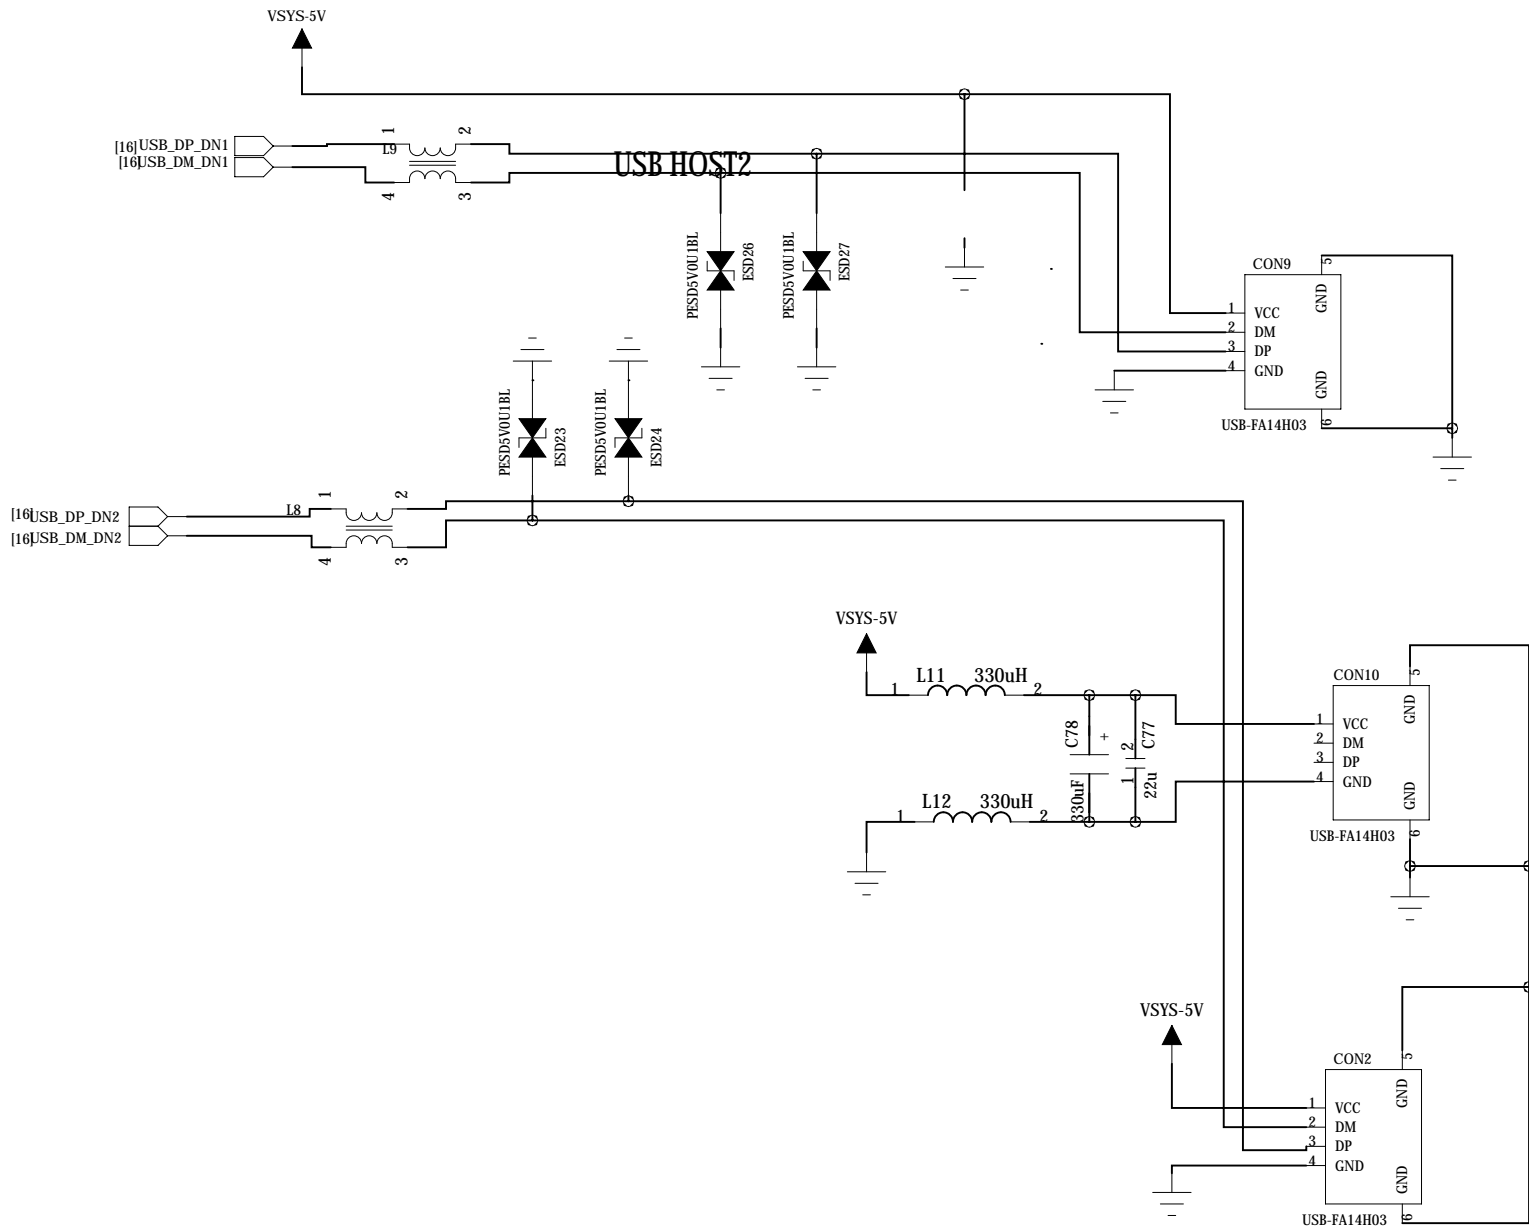 VSYS-5V
[16]USB_DP_DN1
[16USB_DM_DN1
1
2
L9
4
3
USB HOST2
PESD5V0U1BL
ESD26
PESD5V0U1BL
ESD27
CON9
5
GND
1 VCC
2 DM
3 DP
4 GND
GND
6
USB-FA14H03
PESD5V0U1BL
ESD23
PESD5V0U1BL
ESD24
1
2
[16USB_DP_DN2
L8
[16]USB_DM_DN2
4
3
VSYS-5V
L11 330uH
1
2
C78
+
330uF
2
C77
1
22u
L12 330uH
1
2
CON10
5
GND
1 VCC
2 DM
3 DP
4 GND
GND
6
USB-FA14H03
VSYS-5V
CON2
5
GND
1 VCC
2 DM
3 DP
4 GND
GND
6
USB-FA14H03